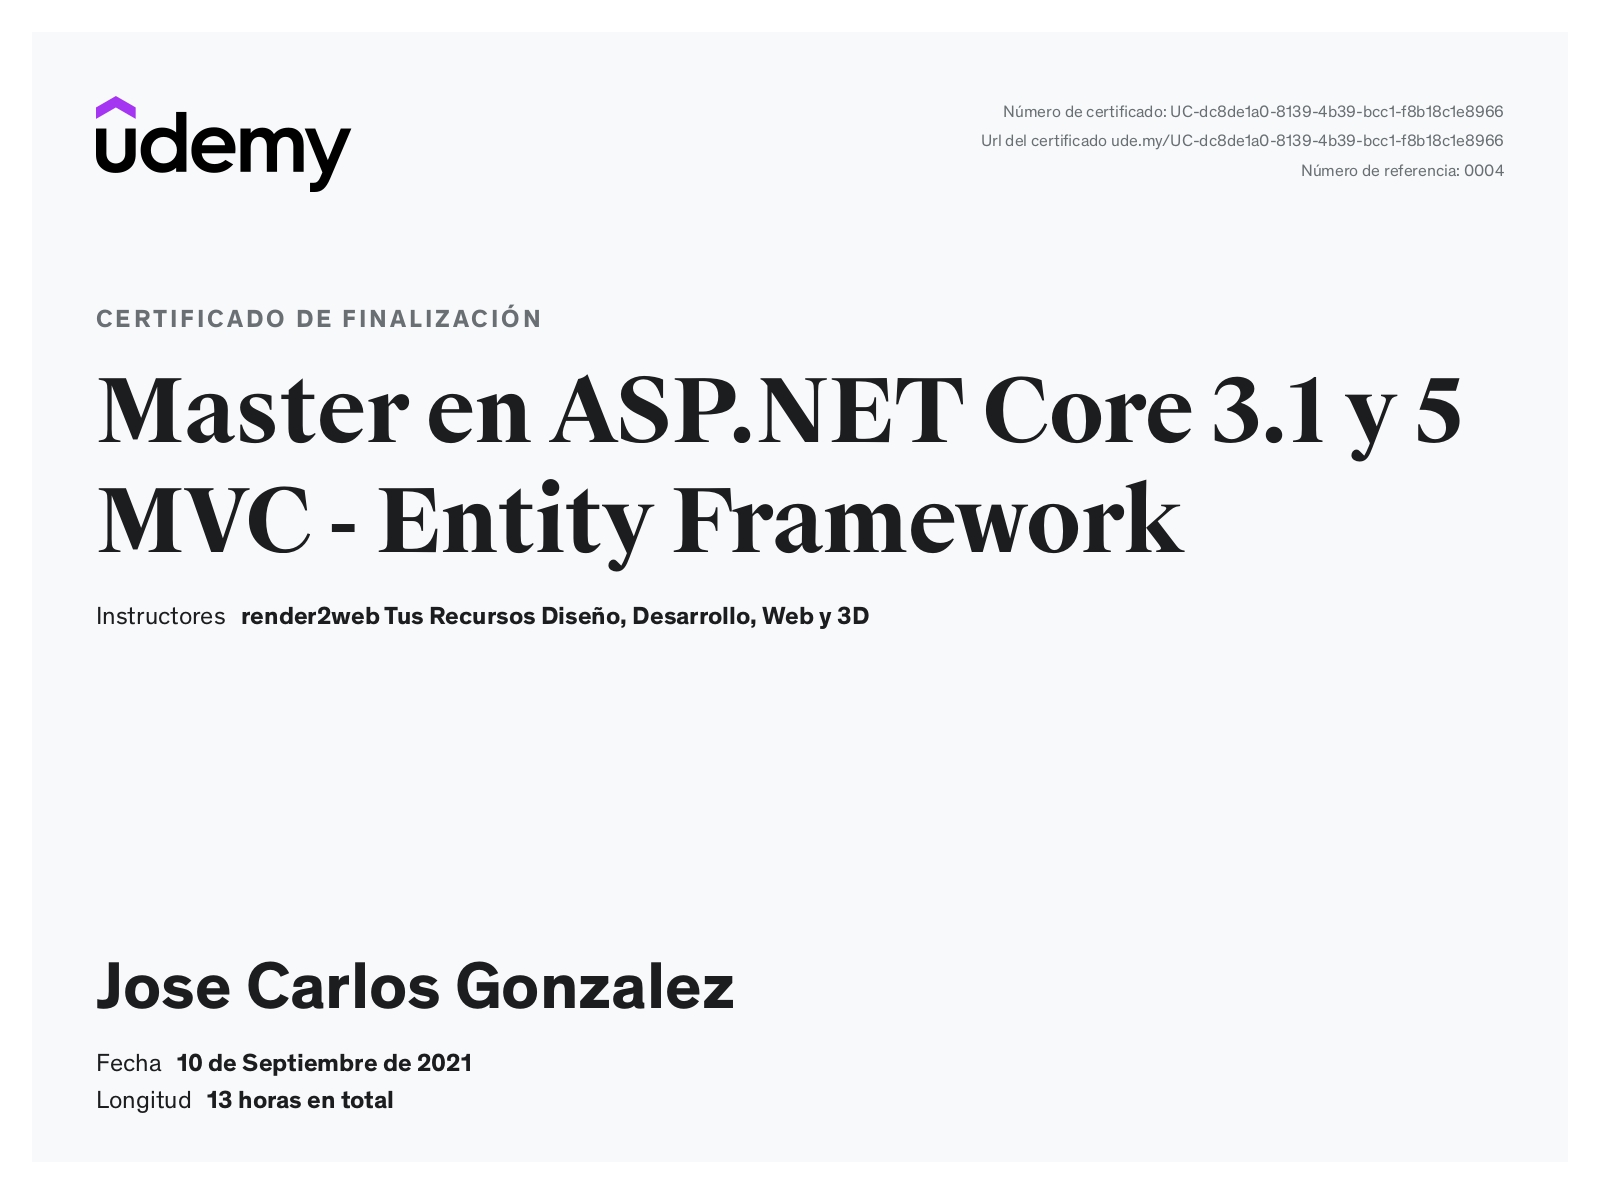 udemy
Número de certificado: UC-dc8de1a0-8139-4b39-bcc1-f8b18c1e8966
Url del certificado ude.my/UC-dc8de1a0-8139-4b39-bcc1-f8b18c1e8966
Número de referencia: 0004
CERTIFICADO DE FINALIZACIÓN
Master en ASP.NET Core 3.1 y 5
MVC - Entity Framework
Instructores render2web Tus Recursos Diseño, Desarrollo, Web y 3D
Jose Carlos Gonzalez
Fecha 10 de Septiembre de 2021
Longitud 13 horas en total